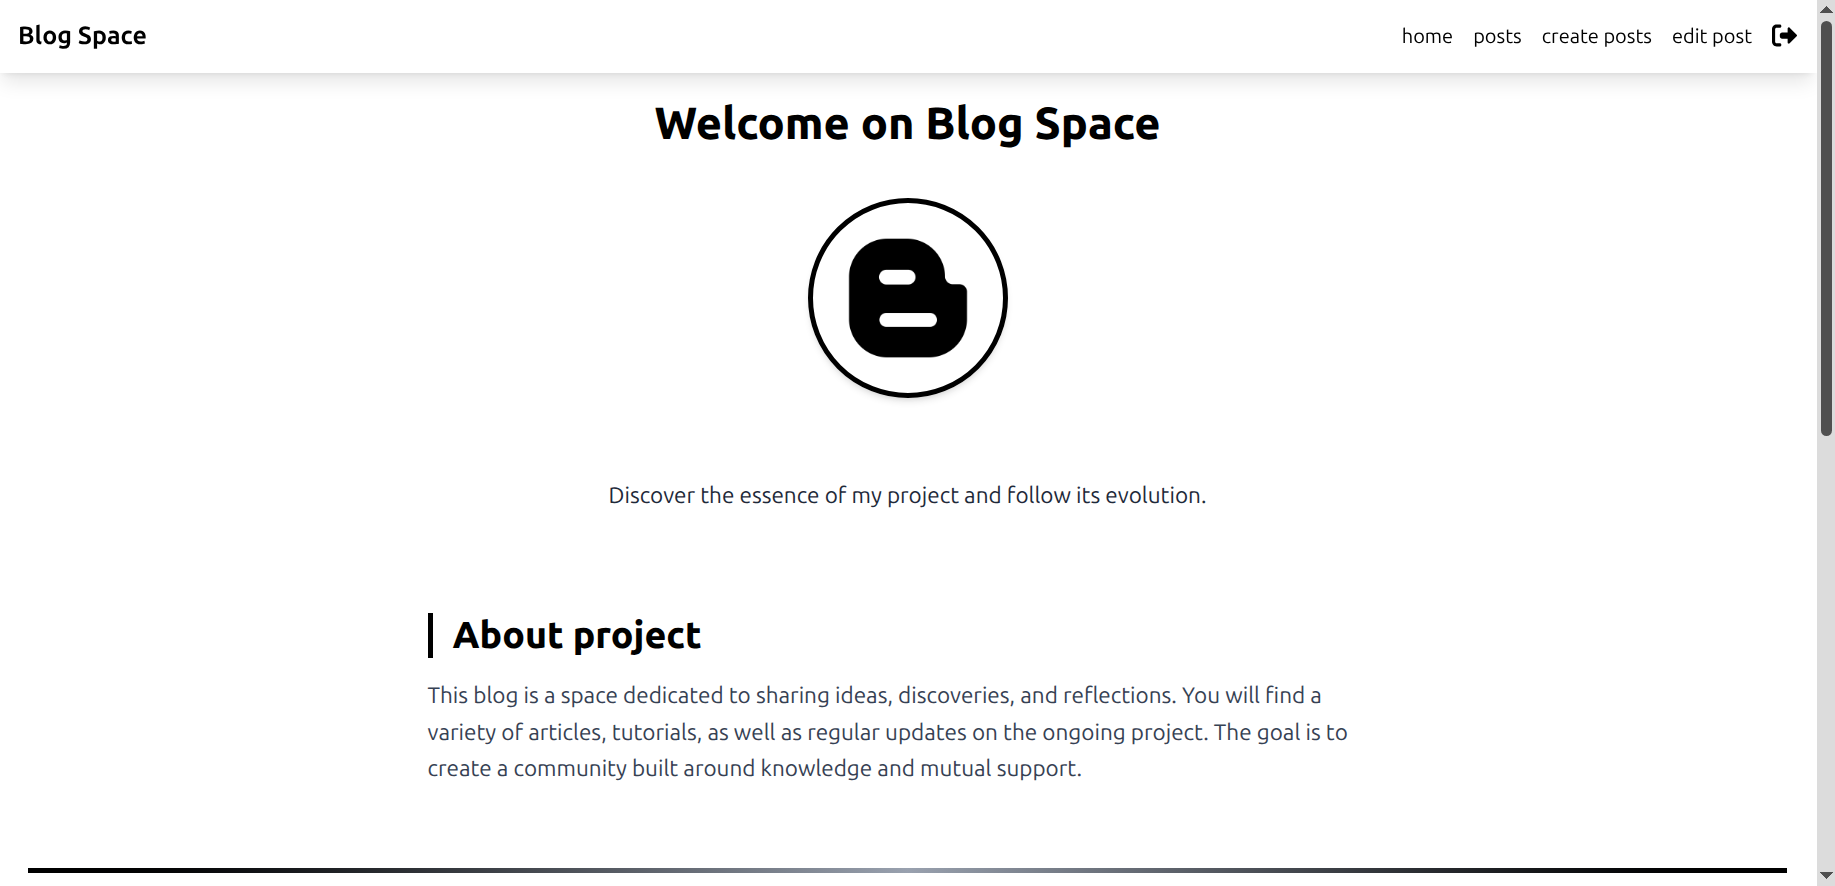 Blog Space
home posts create posts edit post
Welcome on Blog Space
Discover the essence of my project and follow its evolution.
About project
This blog is a space dedicated to sharing ideas, discoveries, and reflections. You will find a
variety of articles, tutorials, as well as regular updates on the ongoing project. The goal is to
create a community built around knowledge and mutual support.